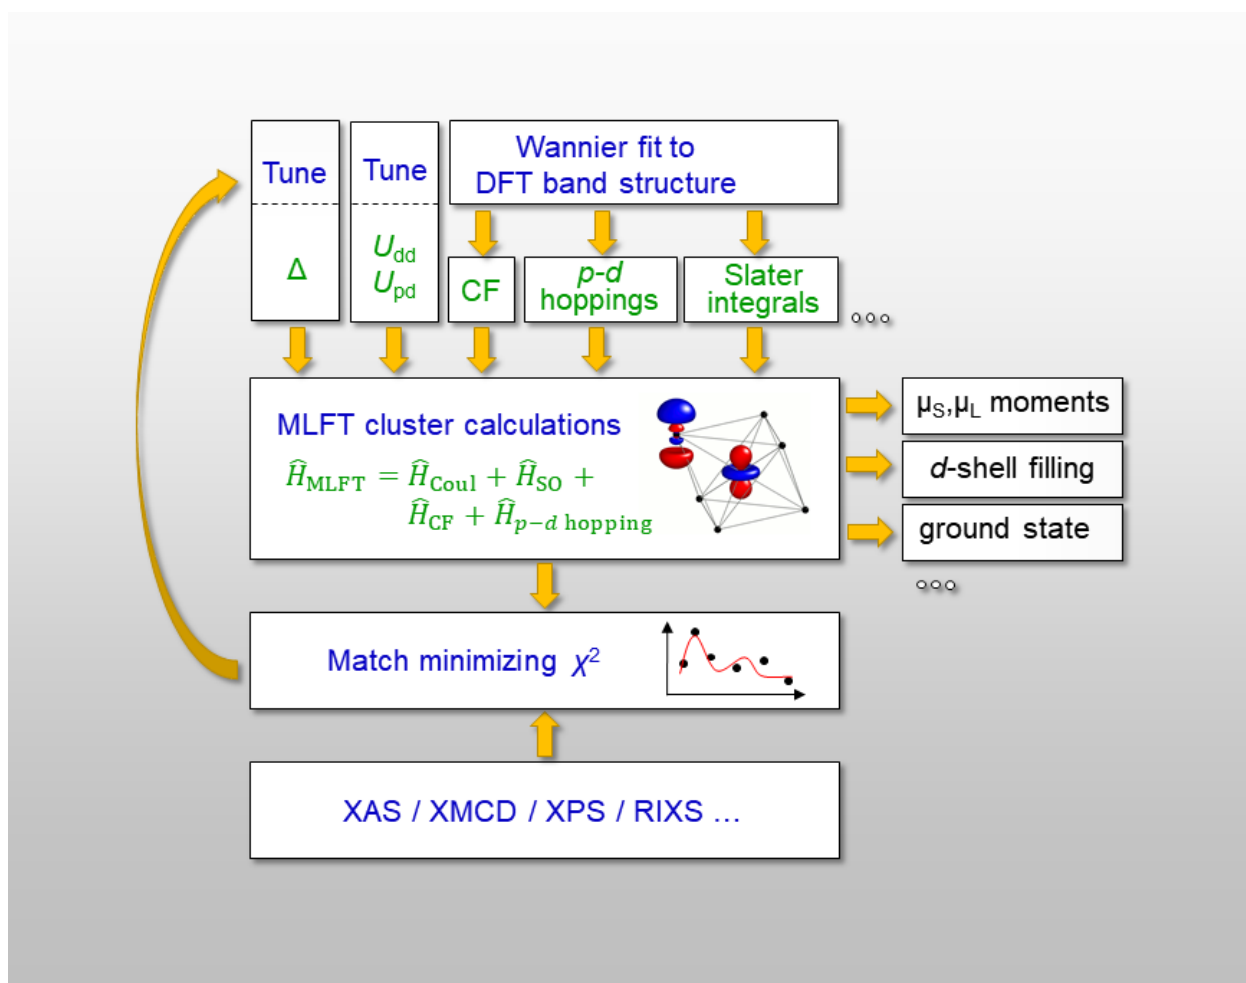 Tune
Δ
Tune
U_dd
U_pd
Wannier fit to
DFT band structure
CF
p-d
hoppings
Slater
integrals
MLFT cluster calculations
Ĥ_MLFT = Ĥ_Coul + Ĥ_SO +
Ĥ_CF + Ĥ_p−d hopping
μ_S,μ_L moments
d-shell filling
ground state
Match minimizing χ²
XAS / XMCD / XPS / RIXS ...